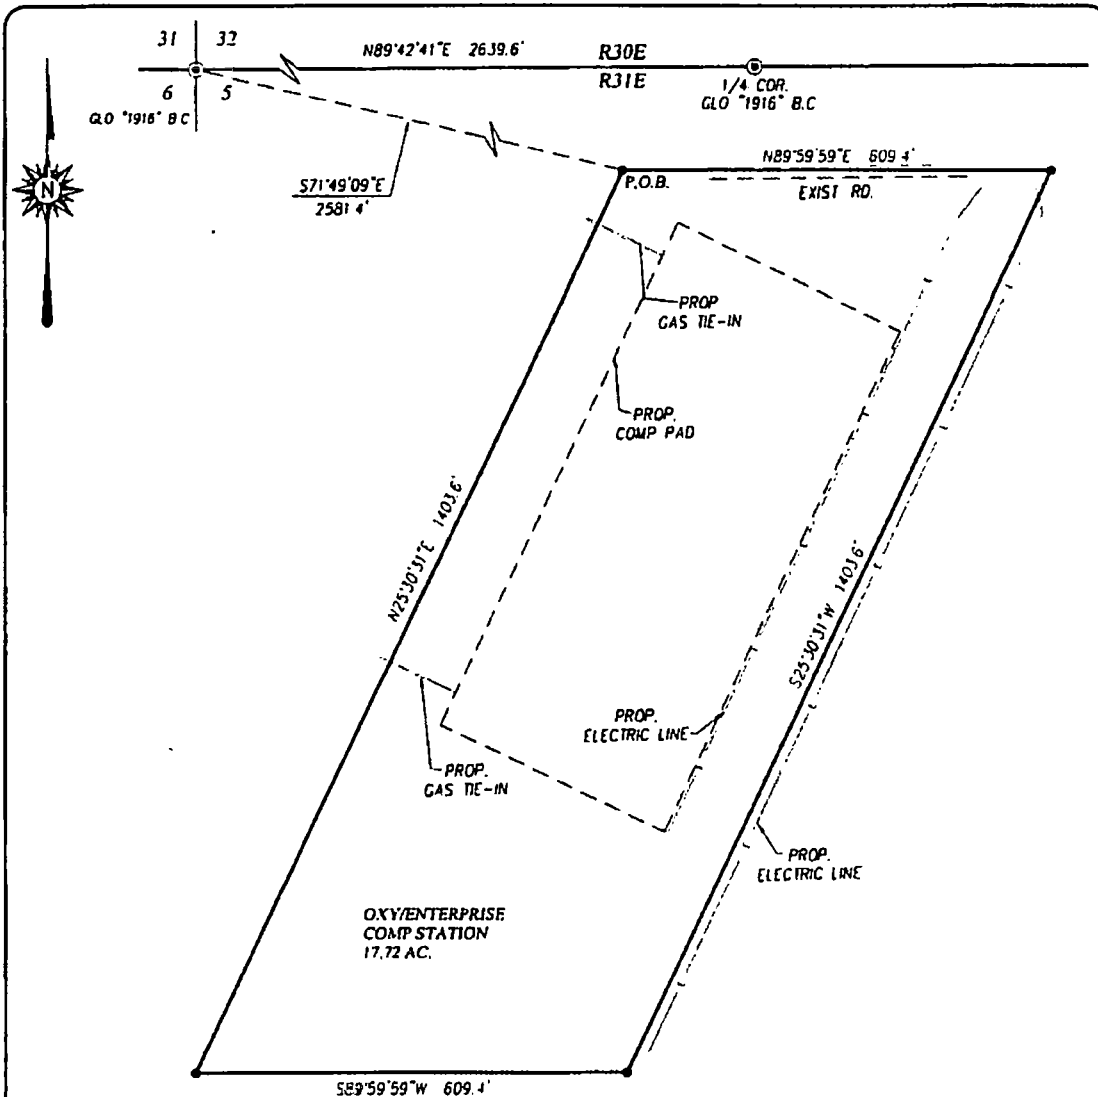 31 32
N89°42'41"E 2639.6'
R30E
R31E
6 5
GLO "1916" B.C
1/4 COR.
GLO "1916" B.C
N
S71°49'09"E
2581.4'
N89°59'59"E 609.4'
P.O.B.
EXIST RD.
PROP
GAS TIE-IN
PROP.
COMP PAD
N25°30'31"E 1403.6'
S25°30'31"W 1403.6'
PROP.
ELECTRIC LINE
PROP.
GAS TIE-IN
PROP.
ELECTRIC LINE
OXY/ENTERPRISE
COMP STATION
17.72 AC.
S89°59'59"W 609.4'